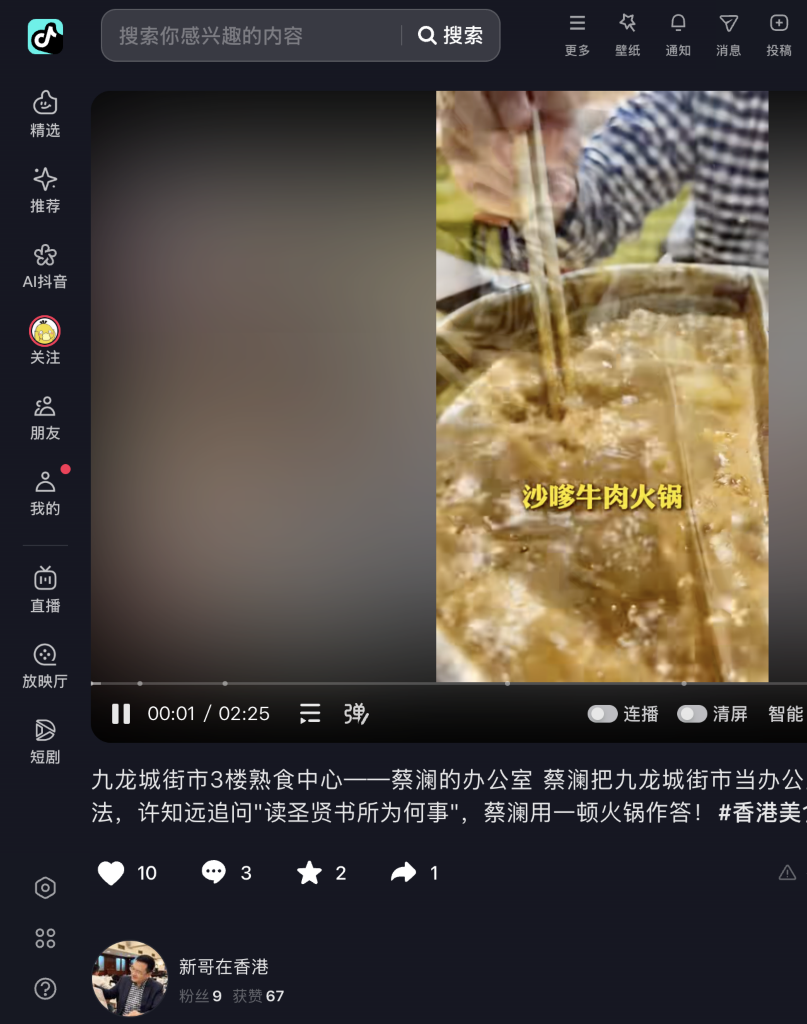 搜索你感兴趣的内容
搜索
更多
壁纸
通知
消息
投稿
精选
推荐
AI抖音
关注
朋友
我的
直播
放映厅
短剧
沙嗲牛肉火锅
00:01 / 02:25
弹
连播
清屏
智能
九龙城街市3楼熟食中心——蔡澜的办公室 蔡澜把九龙城街市当办公
法，许知远追问"读圣贤书所为何事"，蔡澜用一顿火锅作答！ #香港美
10
3
2
1
新哥在香港
粉丝 9 获赞 67